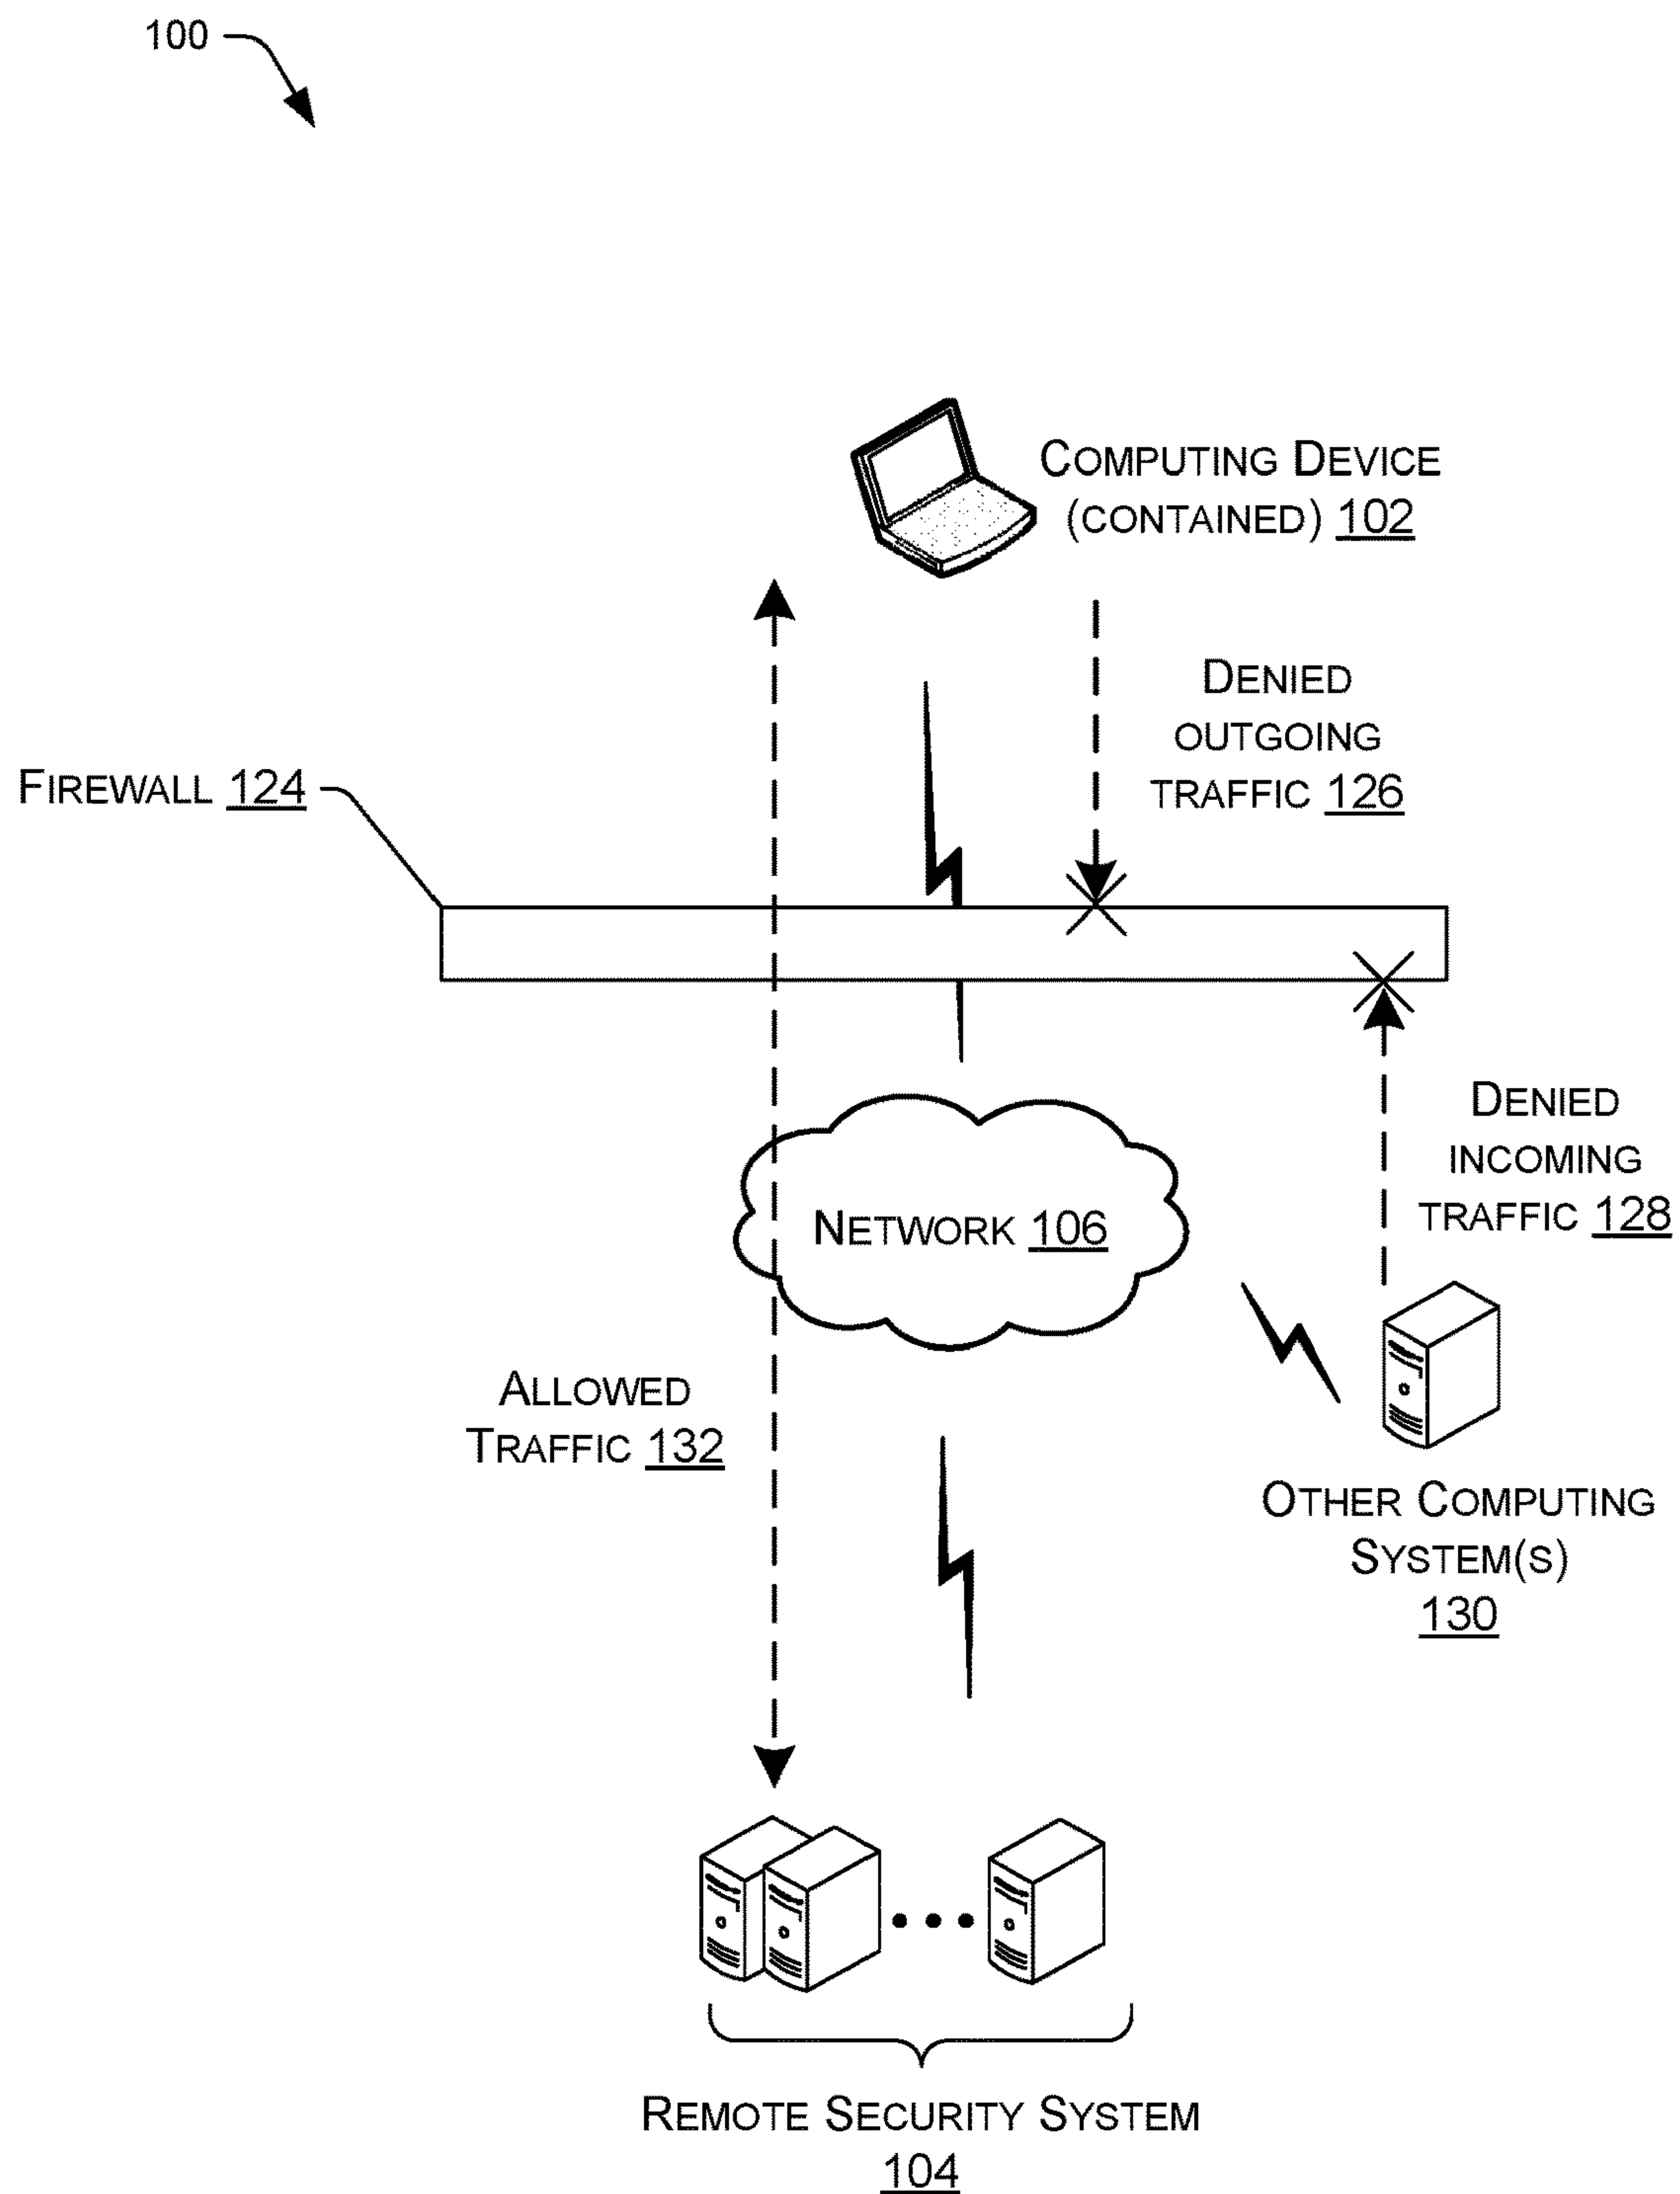 100
COMPUTING DEVICE
(CONTAINED) 102
DENIED
OUTGOING
TRAFFIC 126
FIREWALL 124
DENIED
INCOMING
TRAFFIC 128
NETWORK 106
ALLOWED
TRAFFIC 132
OTHER COMPUTING
SYSTEM(S)
130
REMOTE SECURITY SYSTEM
104